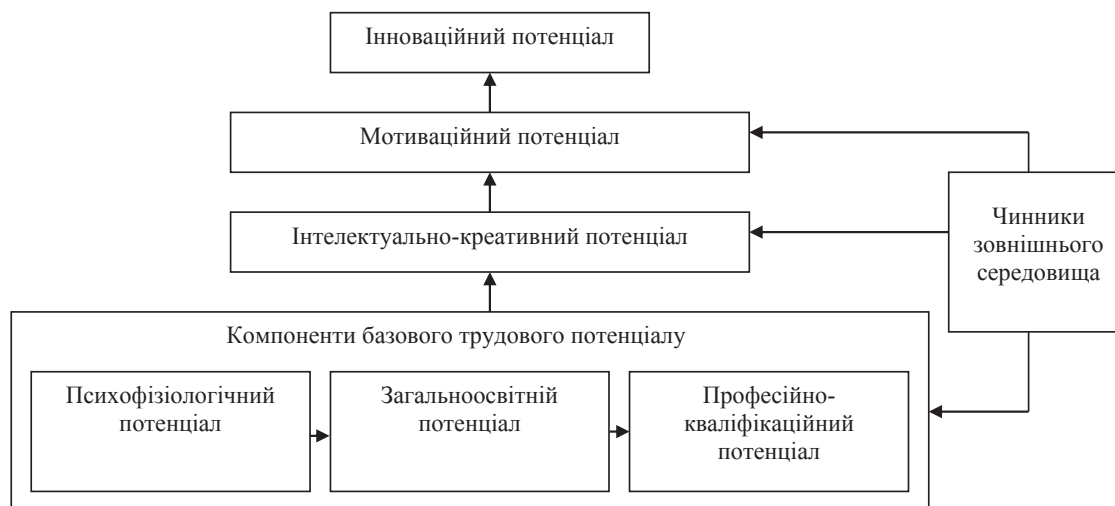 Інноваційний потенціал
Мотиваційний потенціал
Інтелектуально-креативний потенціал
Чинники
зовнішнього
середовища
Компоненти базового трудового потенціалу
Психофізіологічний
потенціал
Загальноосвітній
потенціал
Професійно-
кваліфікаційний
потенціал